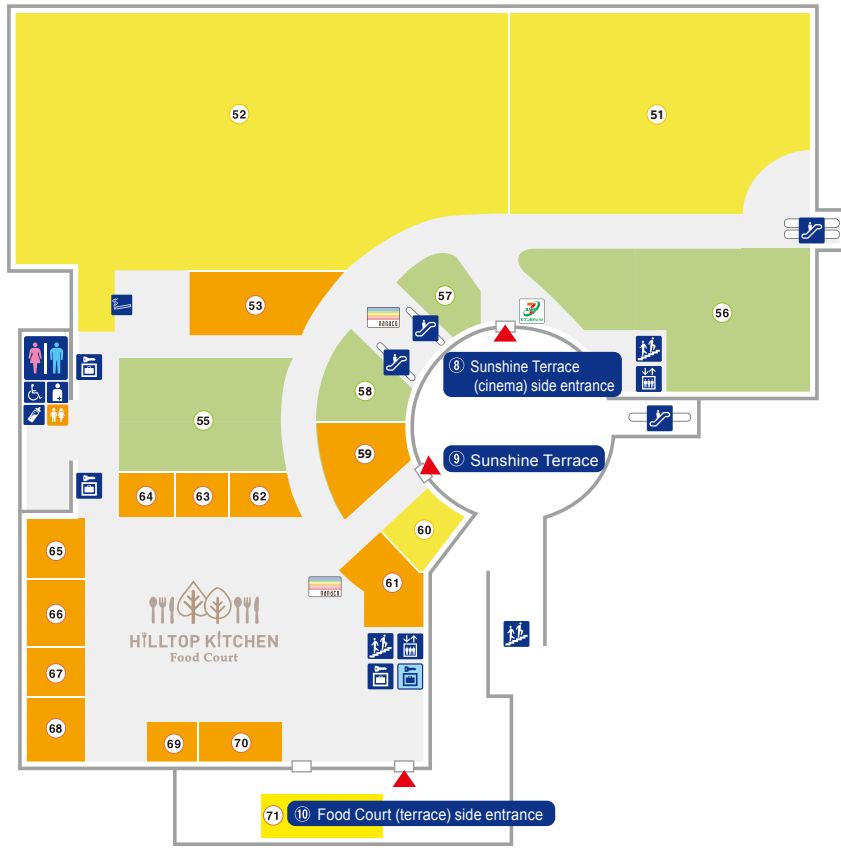 52
51
53
57
56
nanaco
58
⑧ Sunshine Terrace
(cinema) side entrance
55
59
⑨ Sunshine Terrace
64
63
62
60
65
61
nanaco
66
HILLTOP KITCHEN
Food Court
67
68
69
70
71
⑩ Food Court (terrace) side entrance